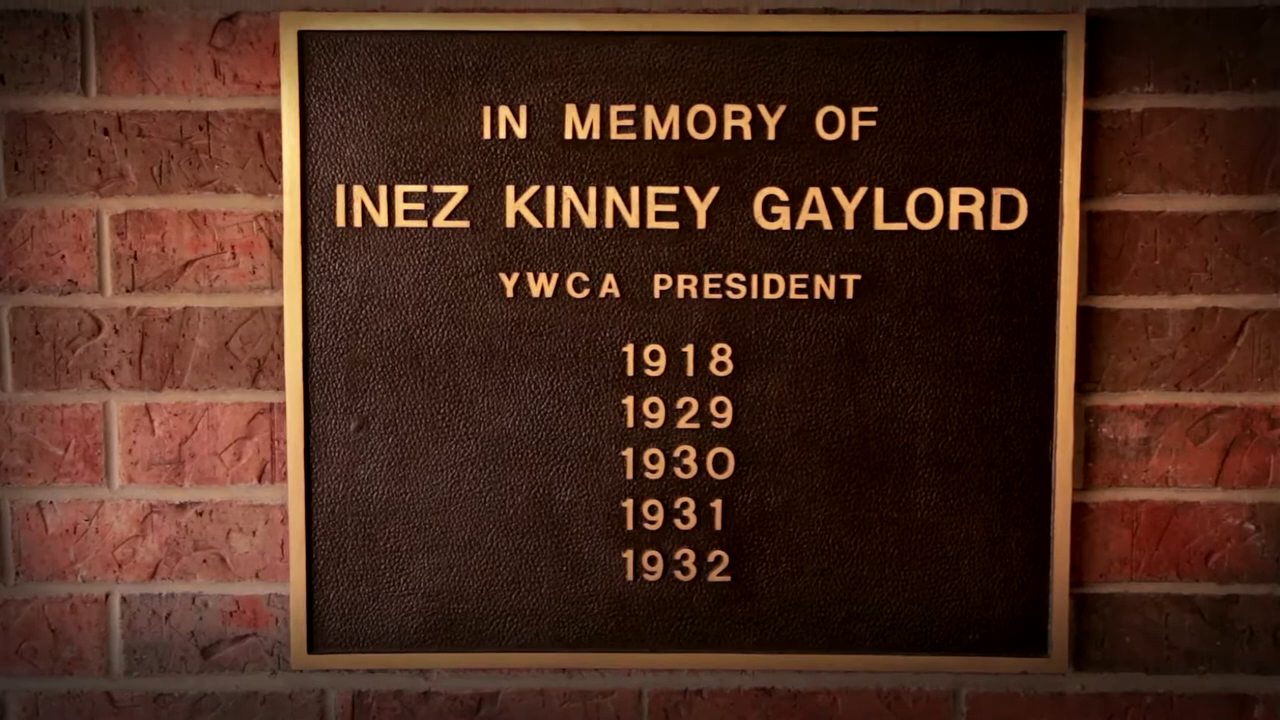 IN MEMORY OF
INEZ KINNEY GAYLORD
YWCA PRESIDENT
1918
1929
1930
1931
1932